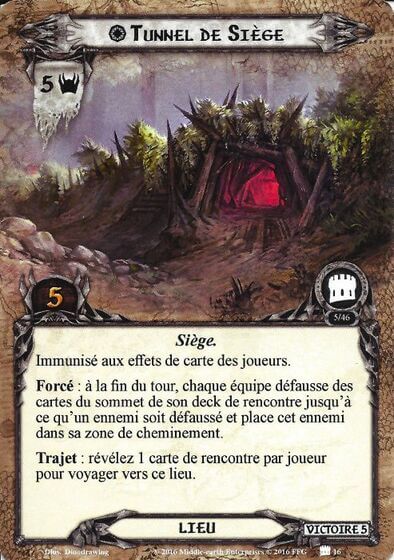 Tunnel de Siège
5
5
5/46
Siège.
Immunisé aux effets de carte des joueurs.
Forcé : à la fin du tour, chaque équipe défausse des
cartes du sommet de son deck de rencontre jusqu'à
ce qu'un ennemi soit défaussé et place cet ennemi
dans sa zone de cheminement.
Trajet : révélez 1 carte de rencontre par joueur
pour voyager vers ce lieu.
LIEU
VICTOIRE 5
Illus. Dinodrawing
© 2016 Middle-earth Enterprises © 2016 FFG
16